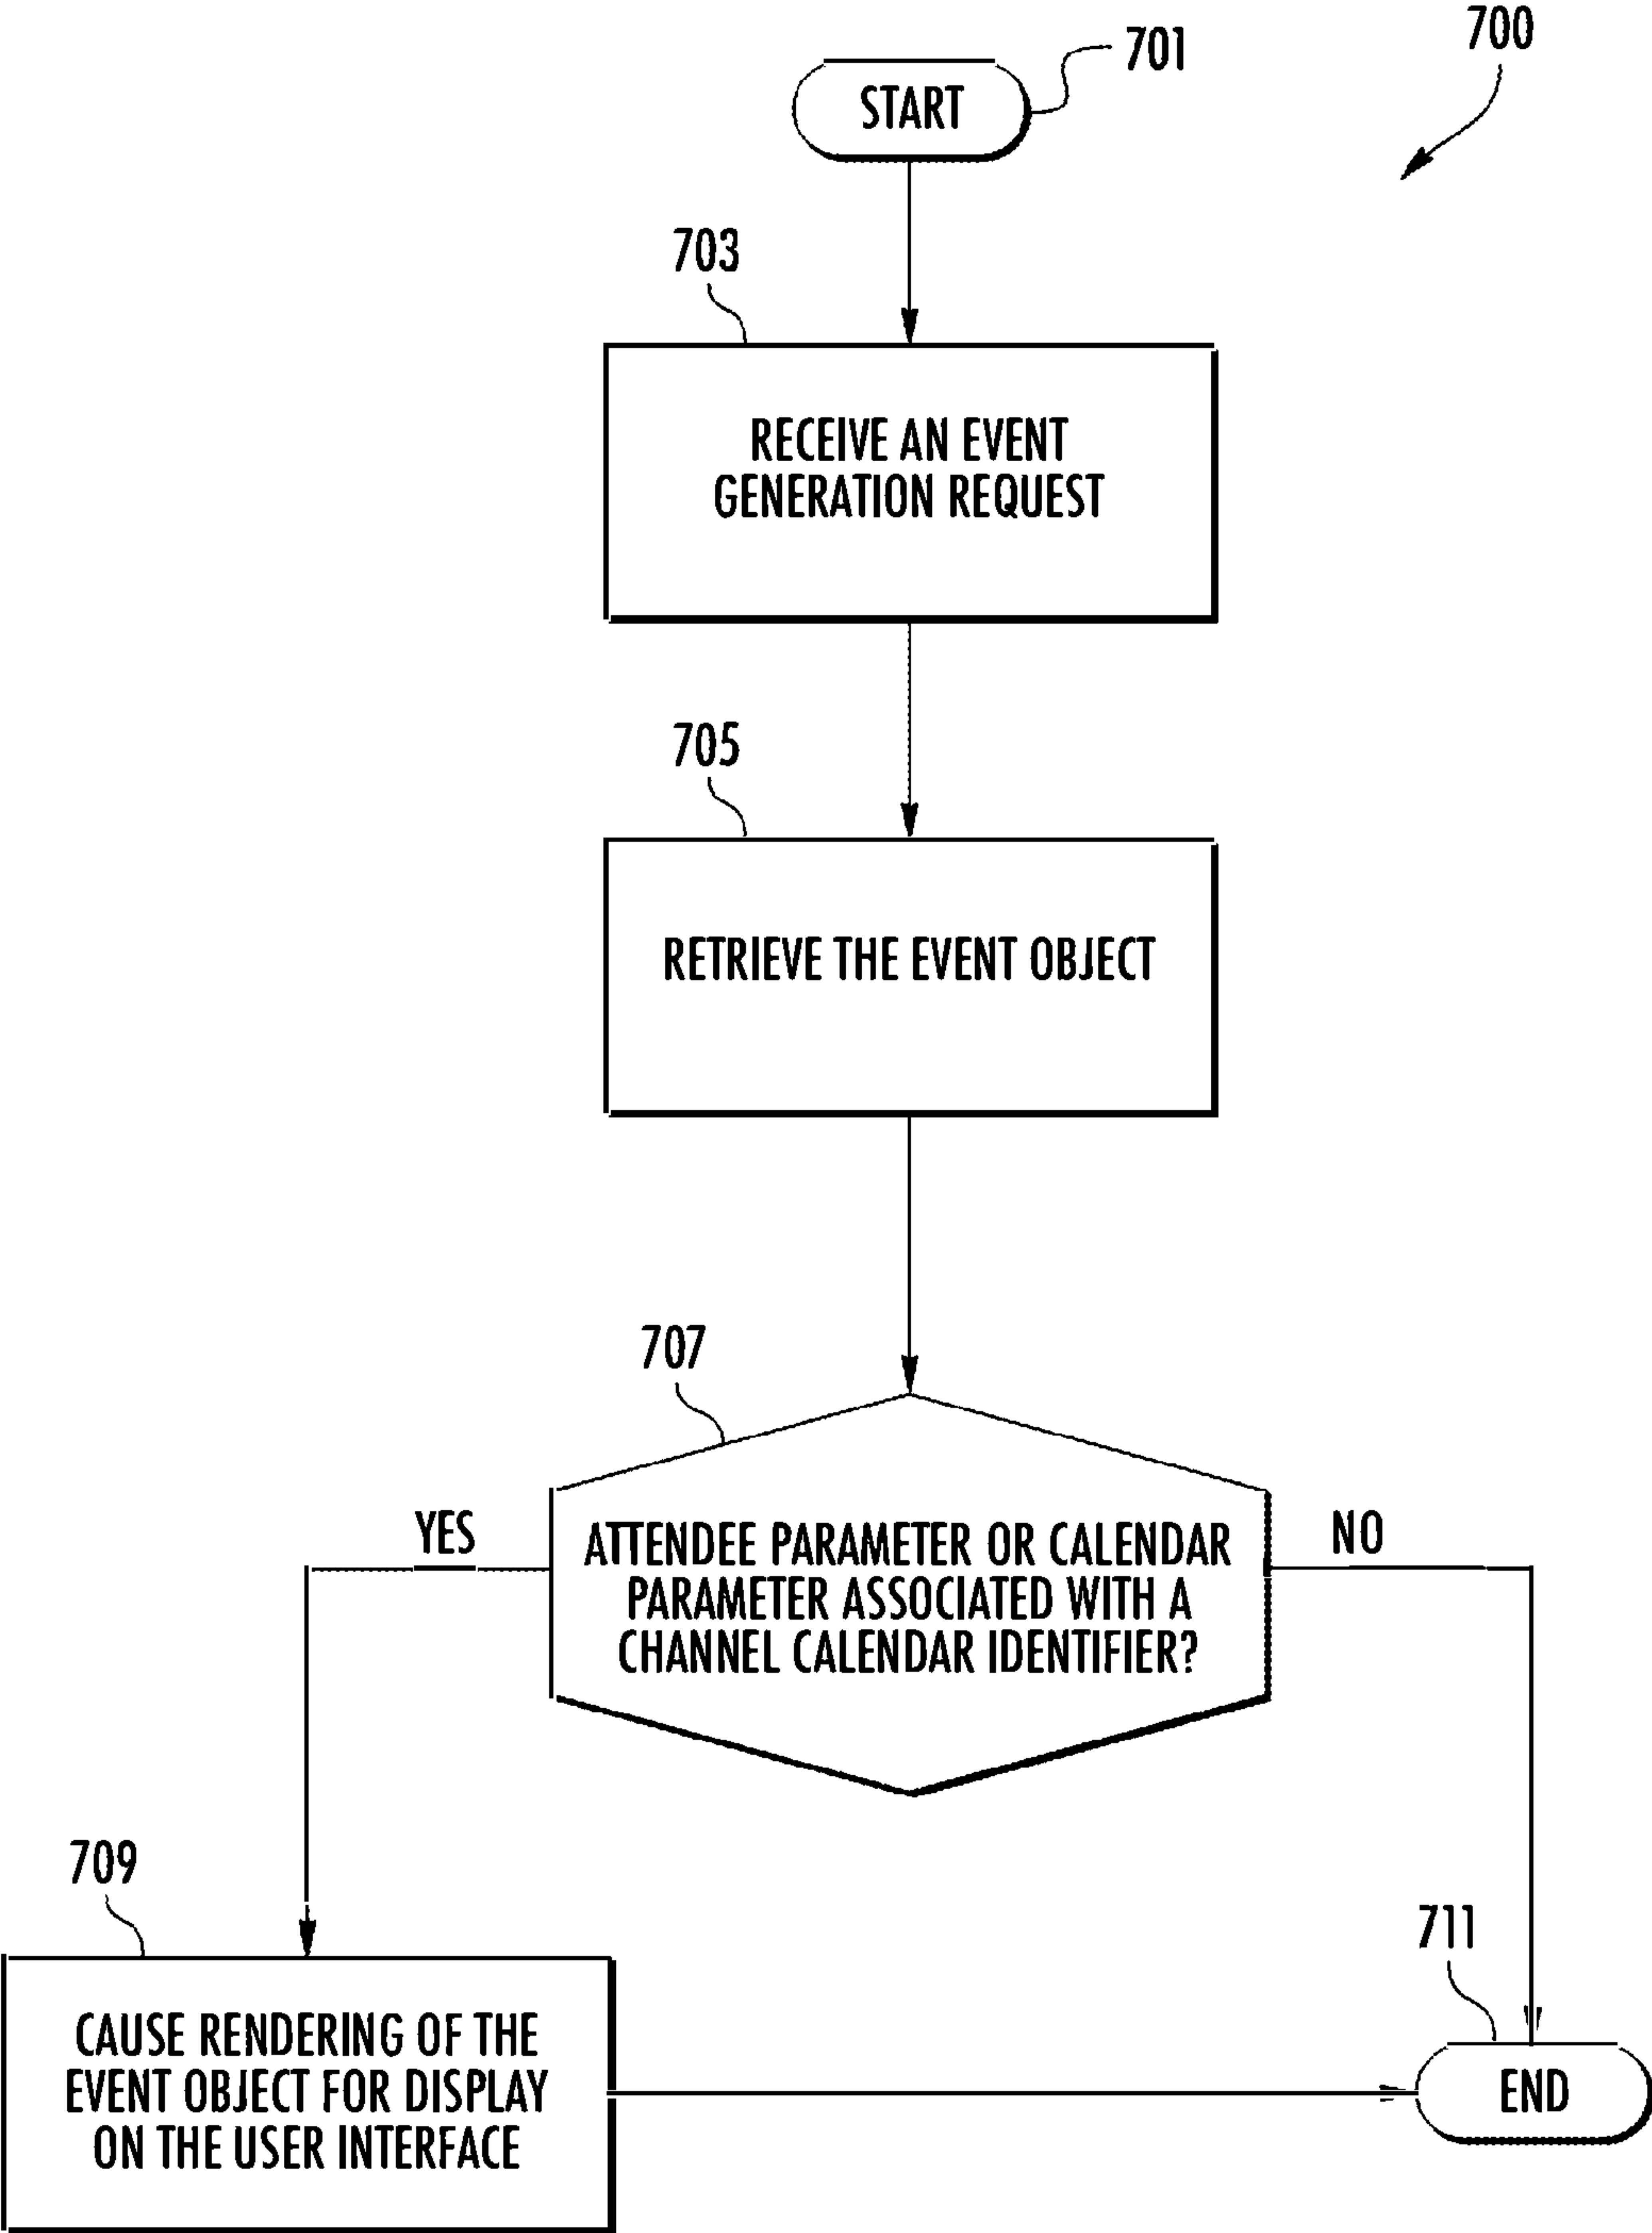 700
701
START
703
RECEIVE AN EVENT
GENERATION REQUEST
705
RETRIEVE THE EVENT OBJECT
707
YES
ATTENDEE PARAMETER OR CALENDAR
PARAMETER ASSOCIATED WITH A
CHANNEL CALENDAR IDENTIFIER?
NO
709
CAUSE RENDERING OF THE
EVENT OBJECT FOR DISPLAY
ON THE USER INTERFACE
711
END